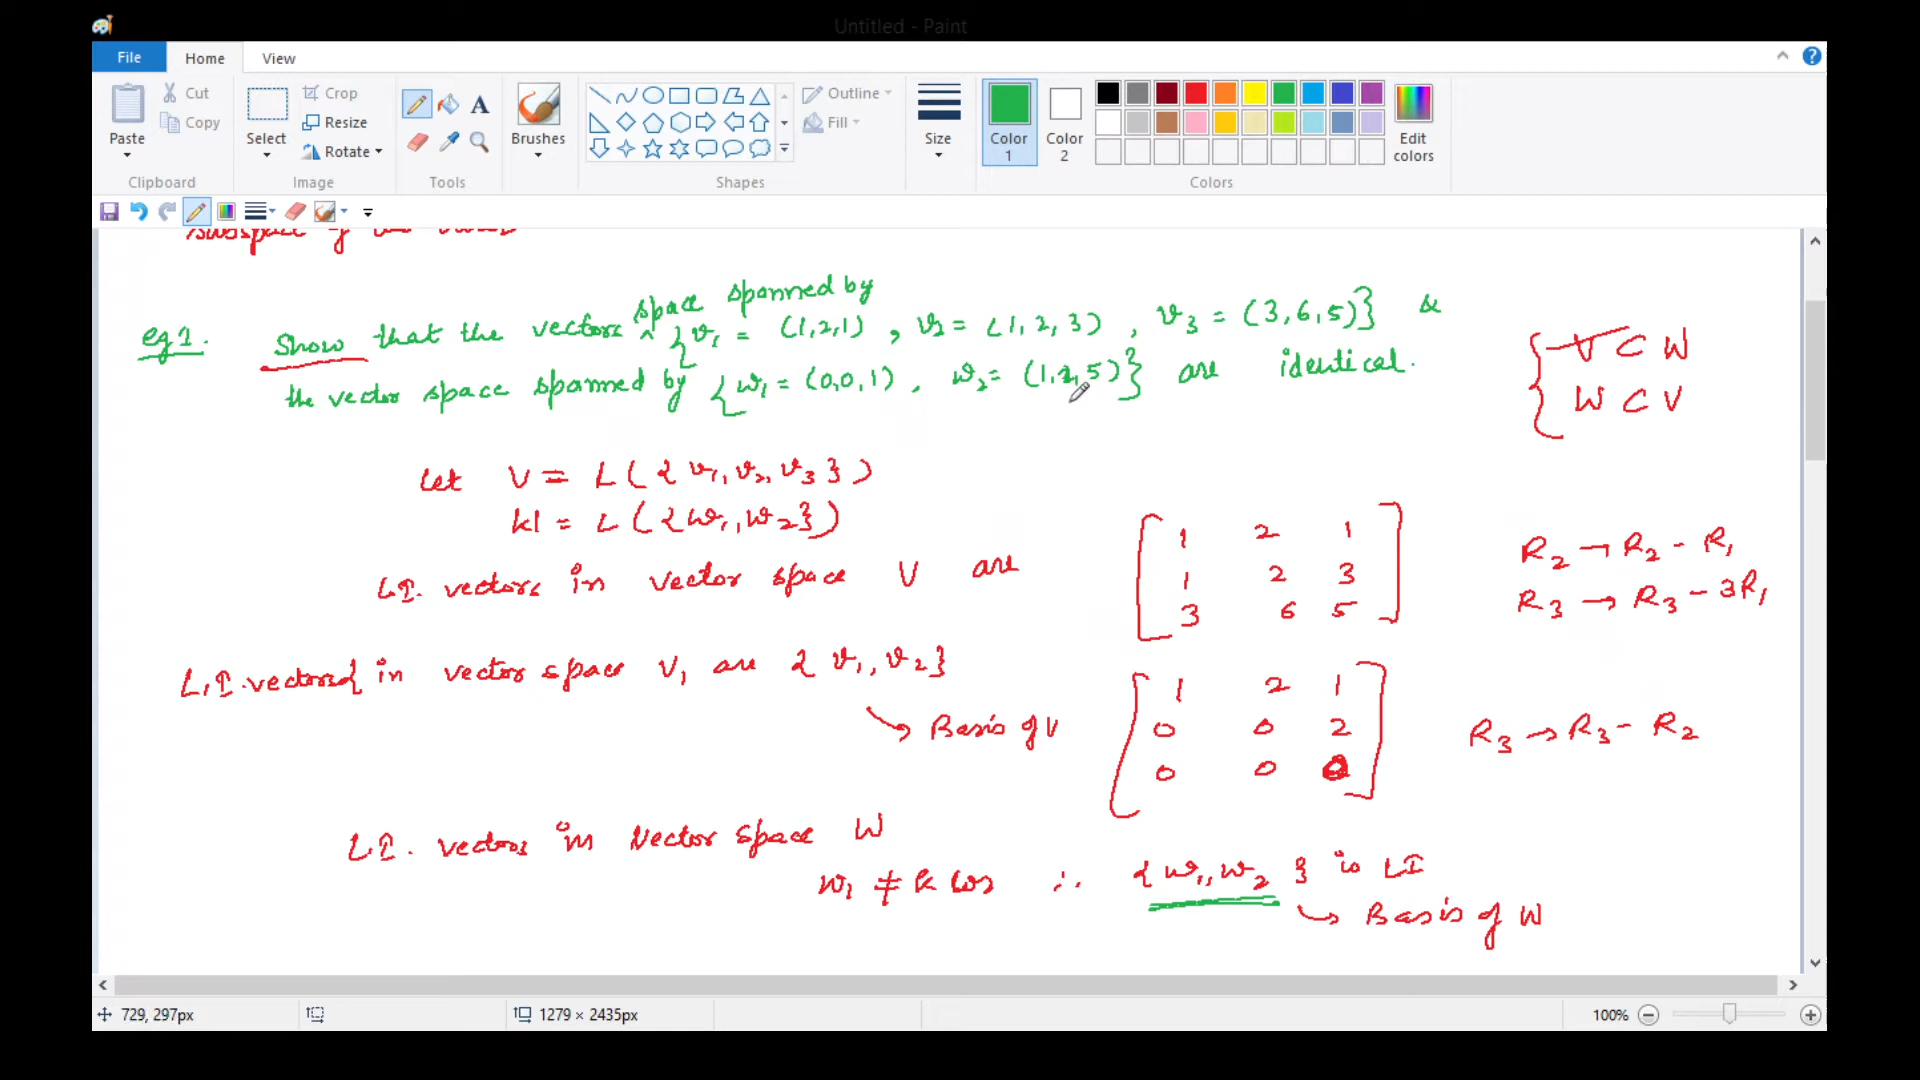 Untitled - Paint
File Home View
Cut
Copy
Paste
Clipboard
Select
Crop
Resize
Rotate
Image
A
Tools
Brushes
Outline
Fill
Shapes
Size
Color 1
Color 2
Edit colors
Colors
subspace of
space spanned by
eg1. Show that the vectors ^ { v1 = (1,2,1) , v2 = (1, 2, 3) , v3 = (3, 6, 5) } &
the vector space spanned by { w1 = (0,0,1) , w2 = (1,2,5) } are identical.
{ V ⊂ W
W ⊂ V
Let V = L ( { v1, v2, v3 } )
W = L ( { w1, w2 } )
L.I. vectors in vector space V are
[ 1 2 1
1 2 3
3 6 5 ]
R2 → R2 - R1
R3 → R3 - 3R1
L.I. vectors in vector space V, are { v1, v2 }
↘ Basis of V
[ 1 2 1
0 0 2
0 0 0 ]
R3 → R3 - R2
L.I. vectors in Vector space W
w1 ≠ k w2 ∴ { w1, w2 } is LI
↘ Basis of W
729, 297px
1279 × 2435px
100%